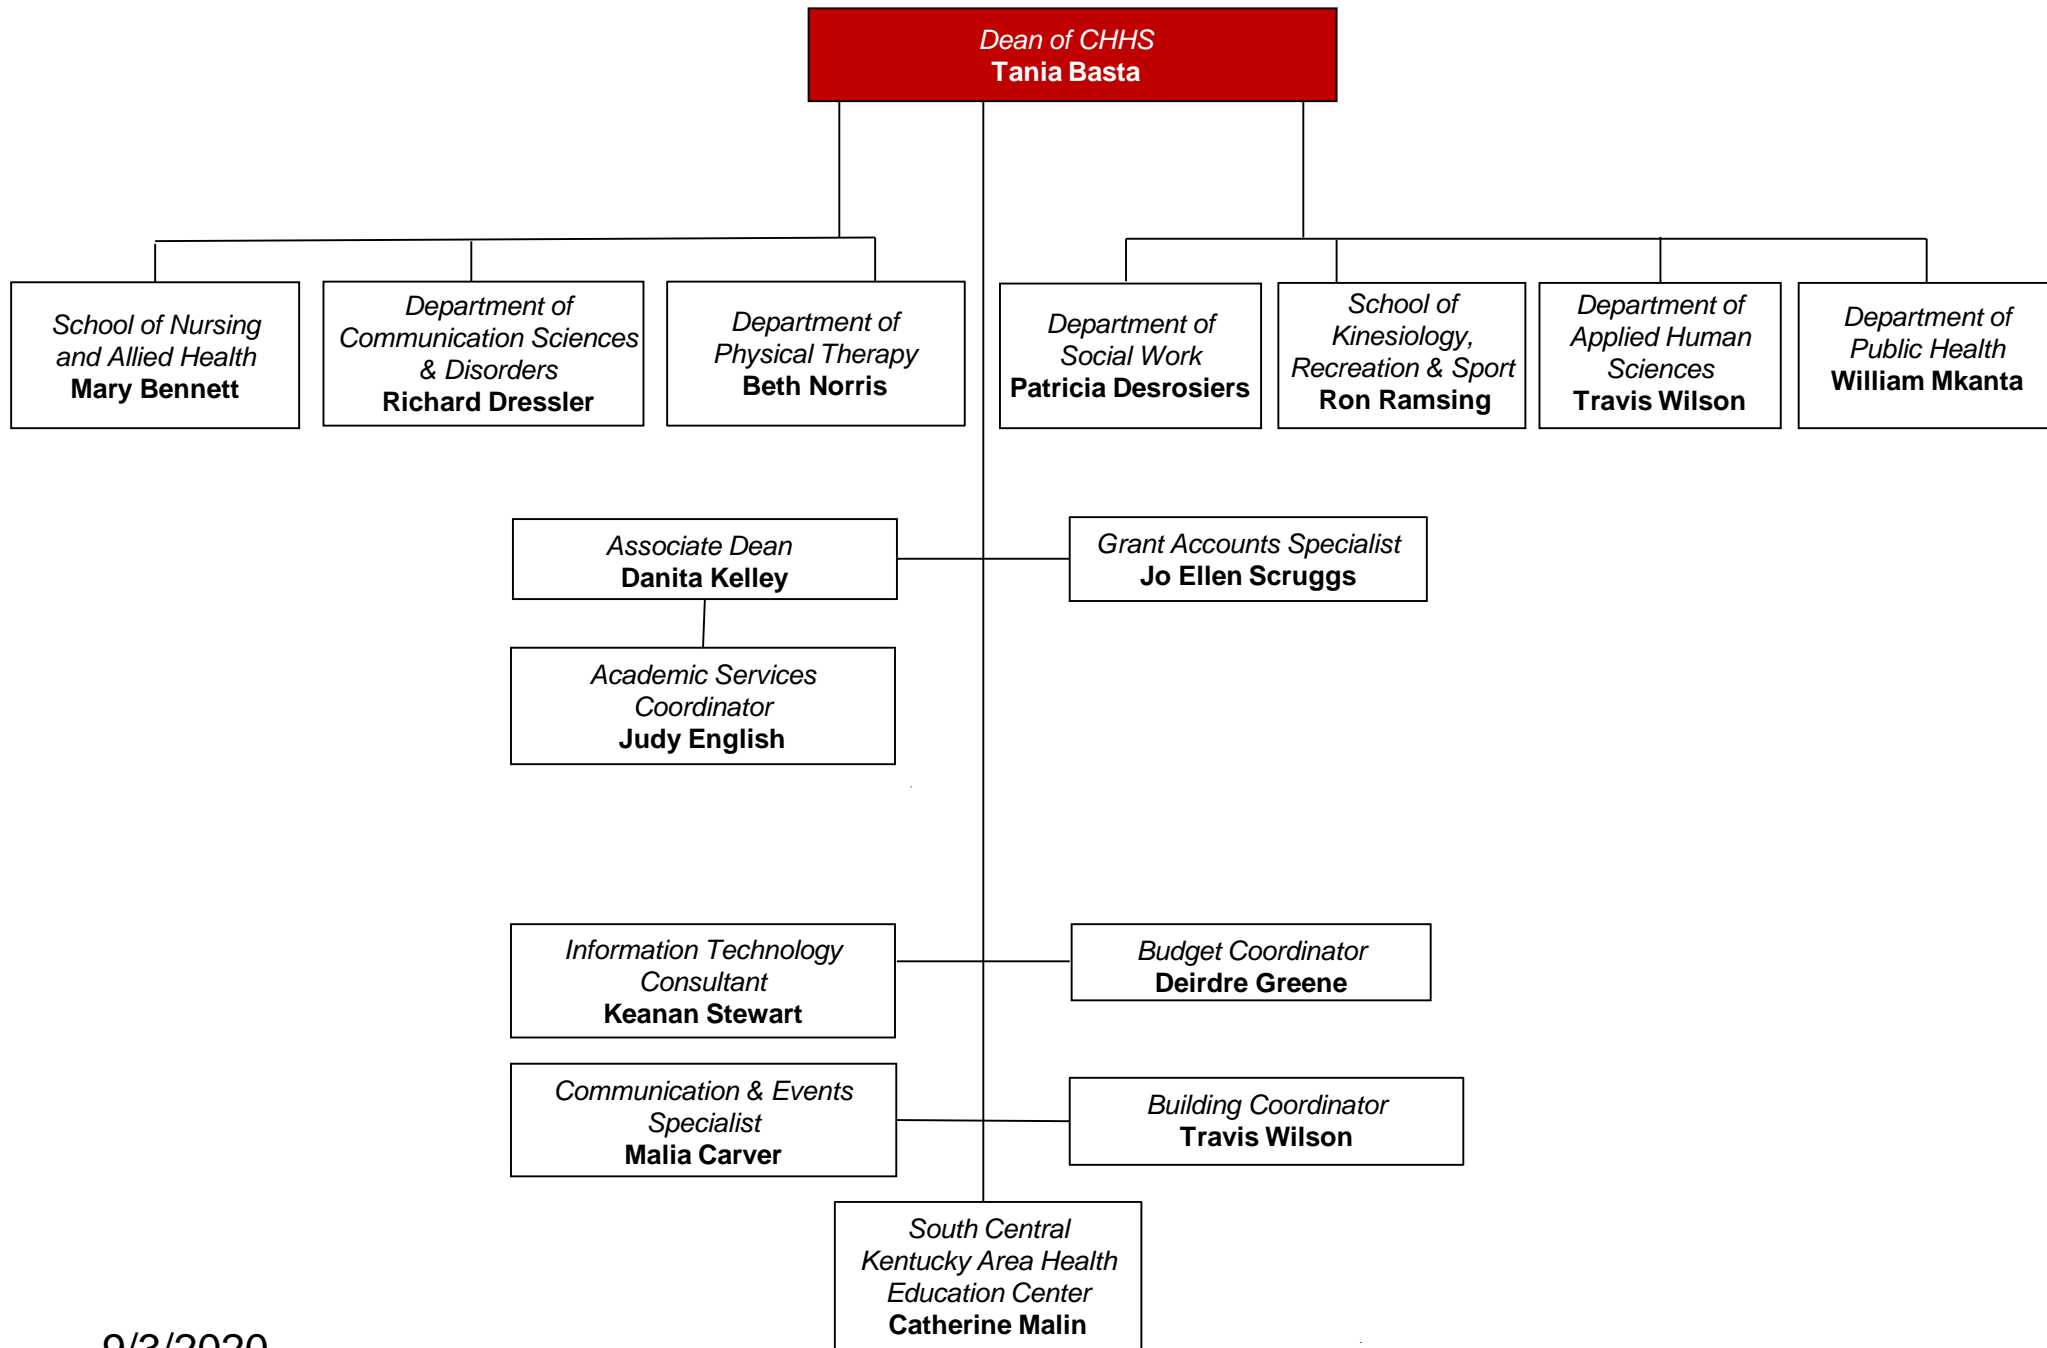 Dean of CHHS
Tania Basta
School of Nursing
and Allied Health
Mary Bennett
Department of
Communication Sciences
& Disorders
Richard Dressler
Department of
Physical Therapy
Beth Norris
Department of
Social Work
Patricia Desrosiers
School of
Kinesiology,
Recreation & Sport
Ron Ramsing
Department of
Applied Human
Sciences
Travis Wilson
Department of
Public Health
William Mkanta
Associate Dean
Danita Kelley
Grant Accounts Specialist
Jo Ellen Scruggs
Academic Services
Coordinator
Judy English
Information Technology
Consultant
Keanan Stewart
Budget Coordinator
Deirdre Greene
Communication & Events
Specialist
Malia Carver
Building Coordinator
Travis Wilson
South Central
Kentucky Area Health
Education Center
Catherine Malin
9/3/2020